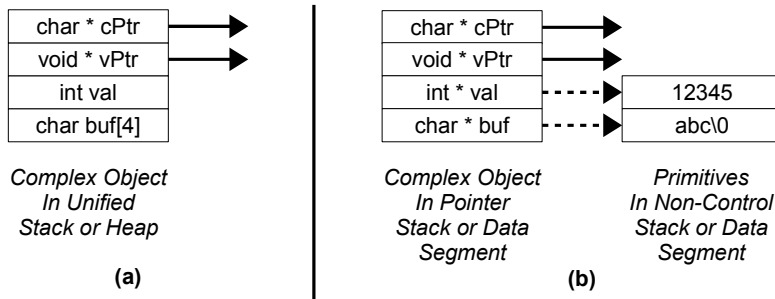 char * cPtr
void * vPtr
int val
char buf[4]
Complex Object
In Unified
Stack or Heap
(a)
char * cPtr
void * vPtr
int * val
char * buf
12345
abc\0
Complex Object
In Pointer
Stack or Data
Segment
Primitives
In Non-Control
Stack or Data
Segment
(b)